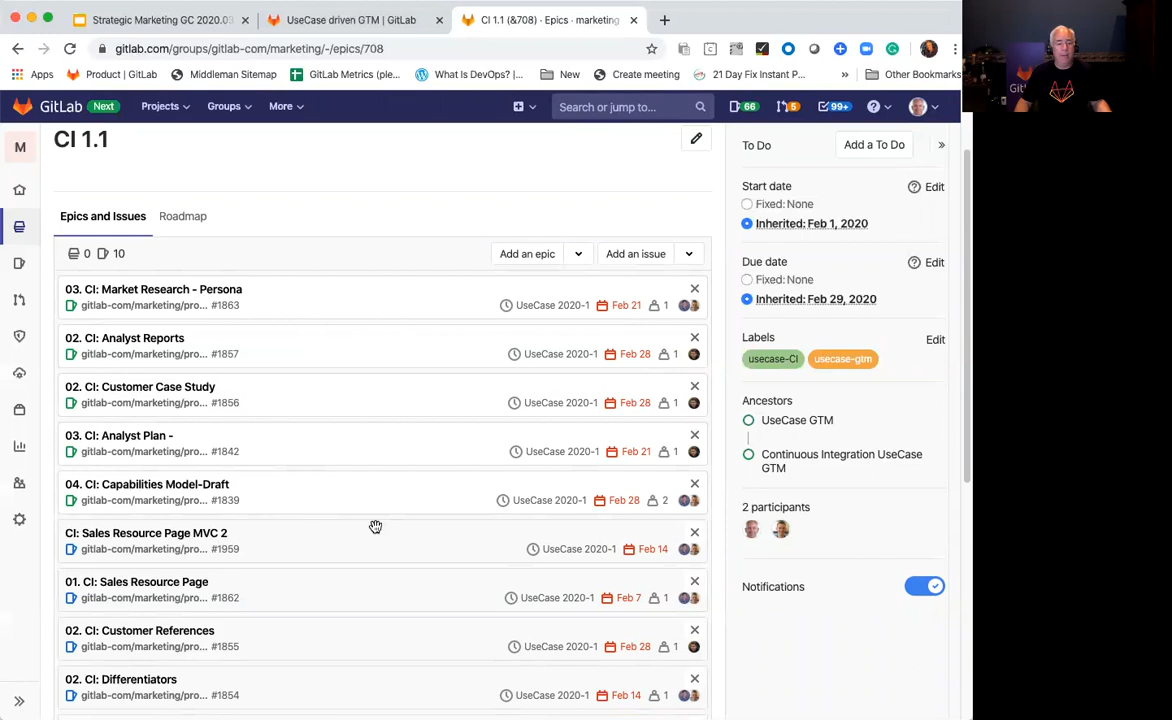 Strategic Marketing GC 2020.03
UseCase driven GTM | GitLab
CI 1.1 (&708) · Epics · marketing
gitlab.com/groups/gitlab-com/marketing/-/epics/708
Apps
Product | GitLab
Middleman Sitemap
GitLab Metrics (ple...
What Is DevOps? |...
New
Create meeting
21 Day Fix Instant P...
»
Other Bookmarks
GitLab Next Projects Groups More Search or jump to... 66 5 99+
M
CI 1.1
Epics and Issues Roadmap
0 10 Add an epic Add an issue
03. CI: Market Research - Persona
gitlab-com/marketing/pro... #1863 UseCase 2020-1 Feb 21 1
02. CI: Analyst Reports
gitlab-com/marketing/pro... #1857 UseCase 2020-1 Feb 28 1
02. CI: Customer Case Study
gitlab-com/marketing/pro... #1856 UseCase 2020-1 Feb 28 1
03. CI: Analyst Plan -
gitlab-com/marketing/pro... #1842 UseCase 2020-1 Feb 21 1
04. CI: Capabilities Model-Draft
gitlab-com/marketing/pro... #1839 UseCase 2020-1 Feb 28 2
CI: Sales Resource Page MVC 2
gitlab-com/marketing/pro... #1959 UseCase 2020-1 Feb 14
01. CI: Sales Resource Page
gitlab-com/marketing/pro... #1862 UseCase 2020-1 Feb 7 1
02. CI: Customer References
gitlab-com/marketing/pro... #1855 UseCase 2020-1 Feb 28 1
02. CI: Differentiators
gitlab-com/marketing/pro... #1854 UseCase 2020-1 Feb 14 1
To Do Add a To Do »
Start date Edit
Fixed: None
Inherited: Feb 1, 2020
Due date Edit
Fixed: None
Inherited: Feb 29, 2020
Labels Edit
usecase-CI usecase-gtm
Ancestors
UseCase GTM
Continuous Integration UseCase
GTM
2 participants
Notifications